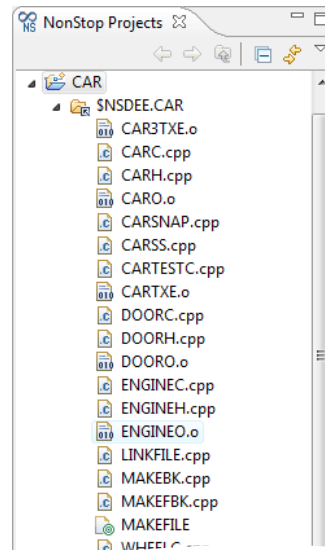 NS NonStop Projects
CAR
$NSDEE.CAR
CAR3TXE.o
CARC.cpp
CARH.cpp
CARO.o
CARSNAP.cpp
CARSS.cpp
CARTESTC.cpp
CARTXE.o
DOORC.cpp
DOORH.cpp
DOORO.o
ENGINEC.cpp
ENGINEH.cpp
ENGINEO.o
LINKFILE.cpp
MAKEBK.cpp
MAKEFBK.cpp
MAKEFILE